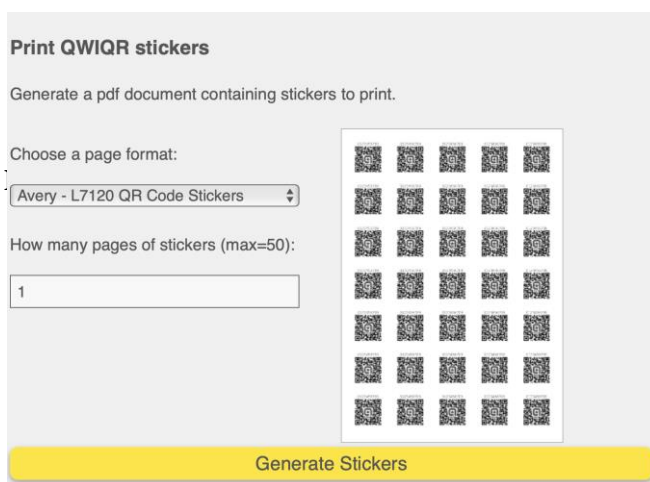 Print QWIQR stickers
Generate a pdf document containing stickers to print.
Choose a page format:
Avery - L7120 QR Code Stickers
How many pages of stickers (max=50):
1
Generate Stickers